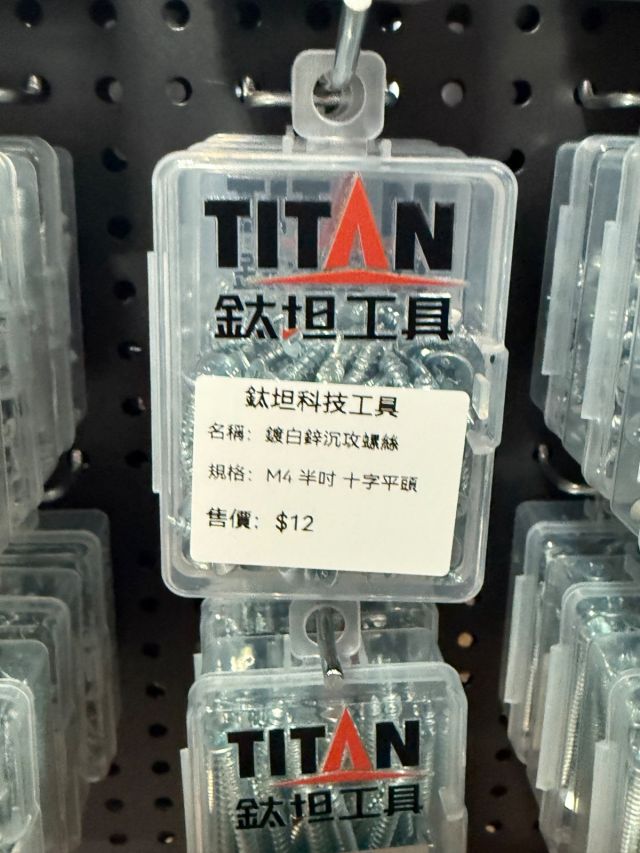 TITAN
鈦坦工具
鈦坦科技工具
名稱: 鍍白鋅沉攻螺絲
規格: M4 半吋 十字平頭
售價: $12
TITAN
鈦坦工具